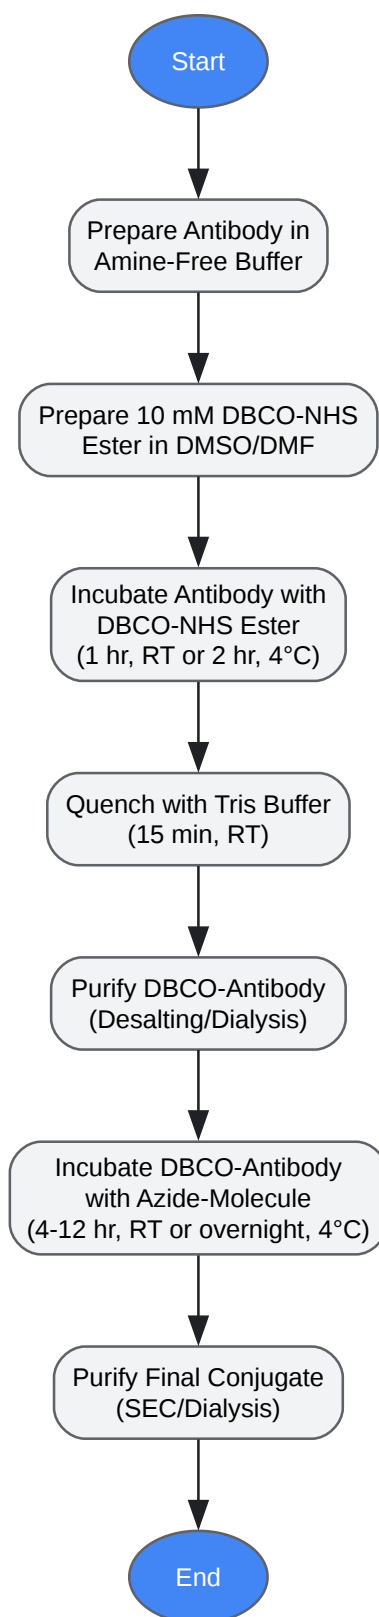 Start
Prepare Antibody in
Amine-Free Buffer
Prepare 10 mM DBCO-NHS
Ester in DMSO/DMF
Incubate Antibody with
DBCO-NHS Ester
(1 hr, RT or 2 hr, 4°C)
Quench with Tris Buffer
(15 min, RT)
Purify DBCO-Antibody
(Desalting/Dialysis)
Incubate DBCO-Antibody
with Azide-Molecule
(4-12 hr, RT or overnight, 4°C)
Purify Final Conjugate
(SEC/Dialysis)
End